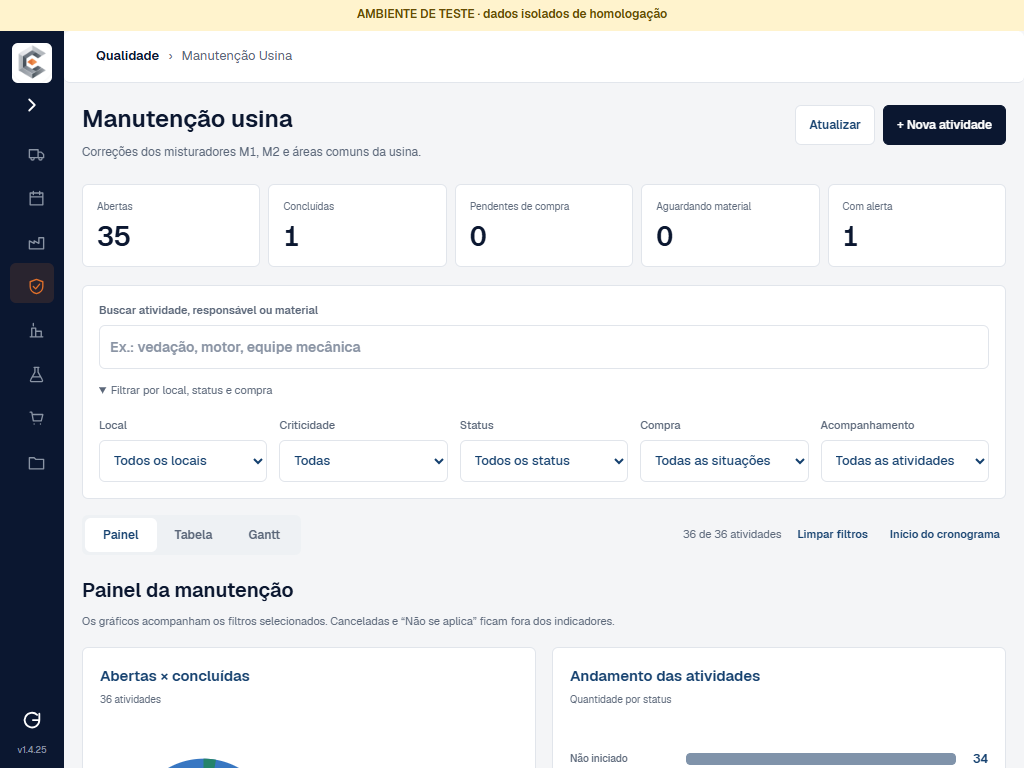 AMBIENTE DE TESTE · dados isolados de homologação
Qualidade › Manutenção Usina
Manutenção usina
Correções dos misturadores M1, M2 e áreas comuns da usina.
Atualizar
+ Nova atividade
Abertas
35
Concluídas
1
Pendentes de compra
0
Aguardando material
0
Com alerta
1
Buscar atividade, responsável ou material
Ex.: vedação, motor, equipe mecânica
▼ Filtrar por local, status e compra
Local
Todos os locais
Criticidade
Todas
Status
Todos os status
Compra
Todas as situações
Acompanhamento
Todas as atividades
Painel Tabela Gantt
36 de 36 atividades Limpar filtros Início do cronograma
Painel da manutenção
Os gráficos acompanham os filtros selecionados. Canceladas e “Não se aplica” ficam fora dos indicadores.
Abertas × concluídas
36 atividades
Andamento das atividades
Quantidade por status
Não iniciado 34
v1.4.25